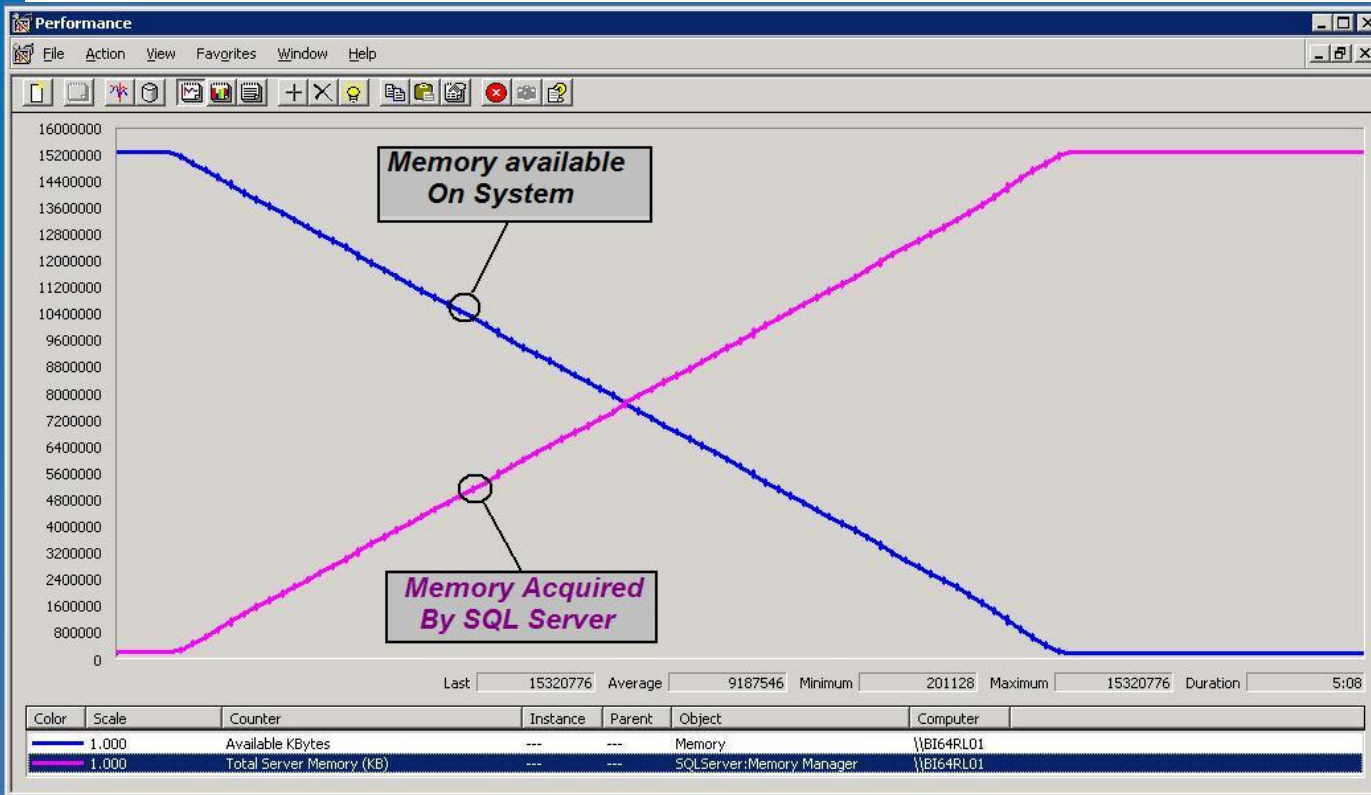 Performance
File Action View Favorites Window Help
16000000
15200000
14400000
13600000
12800000
12000000
11200000
10400000
9600000
8800000
8000000
7200000
6400000
5600000
4800000
4000000
3200000
2400000
1600000
800000
0
Memory available
On System
Memory Acquired
By SQL Server
Last 15320776 Average 9187546 Minimum 201128 Maximum 15320776 Duration 5:08
Color Scale Counter Instance Parent Object Computer
1.000 Available KBytes --- --- Memory \\BI64RL01
1.000 Total Server Memory (KB) --- --- SQLServer:Memory Manager \\BI64RL01